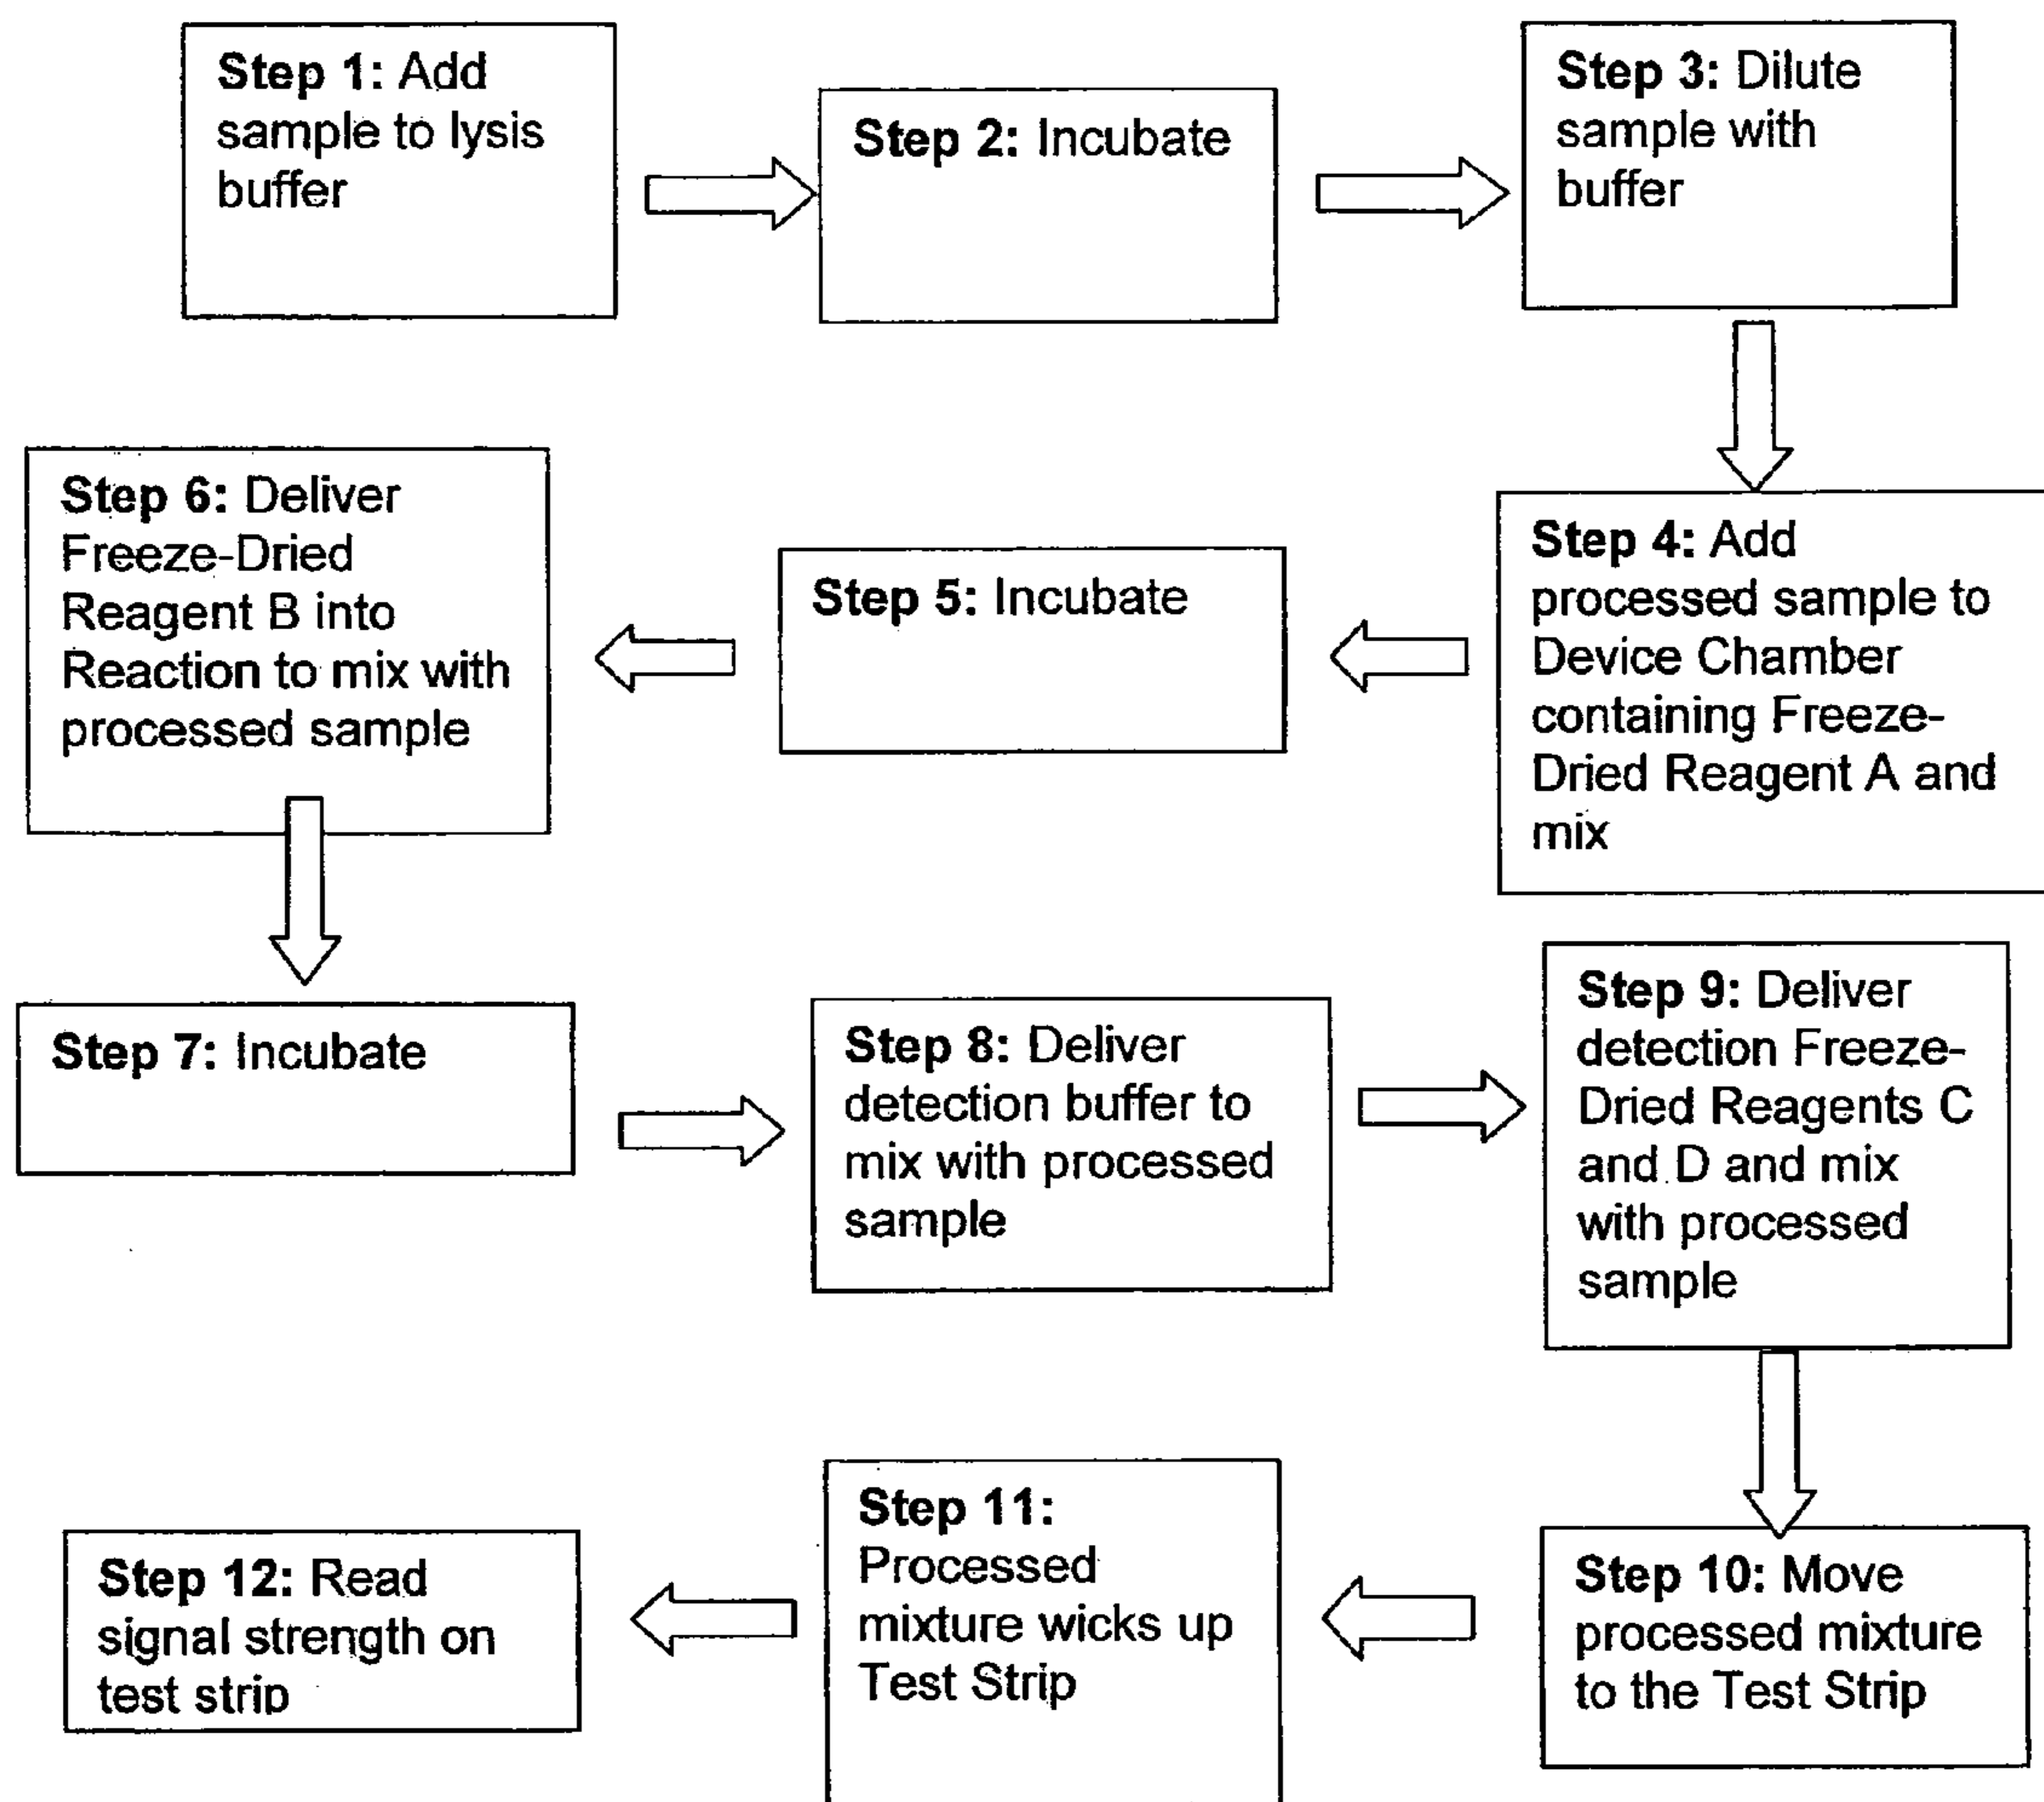 Step 1: Add
sample to lysis
buffer
Step 2: Incubate
Step 3: Dilute
sample with
buffer
Step 4: Add
processed sample to
Device Chamber
containing Freeze-
Dried Reagent A and
mix
Step 5: Incubate
Step 6: Deliver
Freeze-Dried
Reagent B into
Reaction to mix with
processed sample
Step 7: Incubate
Step 8: Deliver
detection buffer to
mix with processed
sample
Step 9: Deliver
detection Freeze-
Dried Reagents C
and D and mix
with processed
sample
Step 10: Move
processed mixture
to the Test Strip
Step 11:
Processed
mixture wicks up
Test Strip
Step 12: Read
signal strength on
test strip